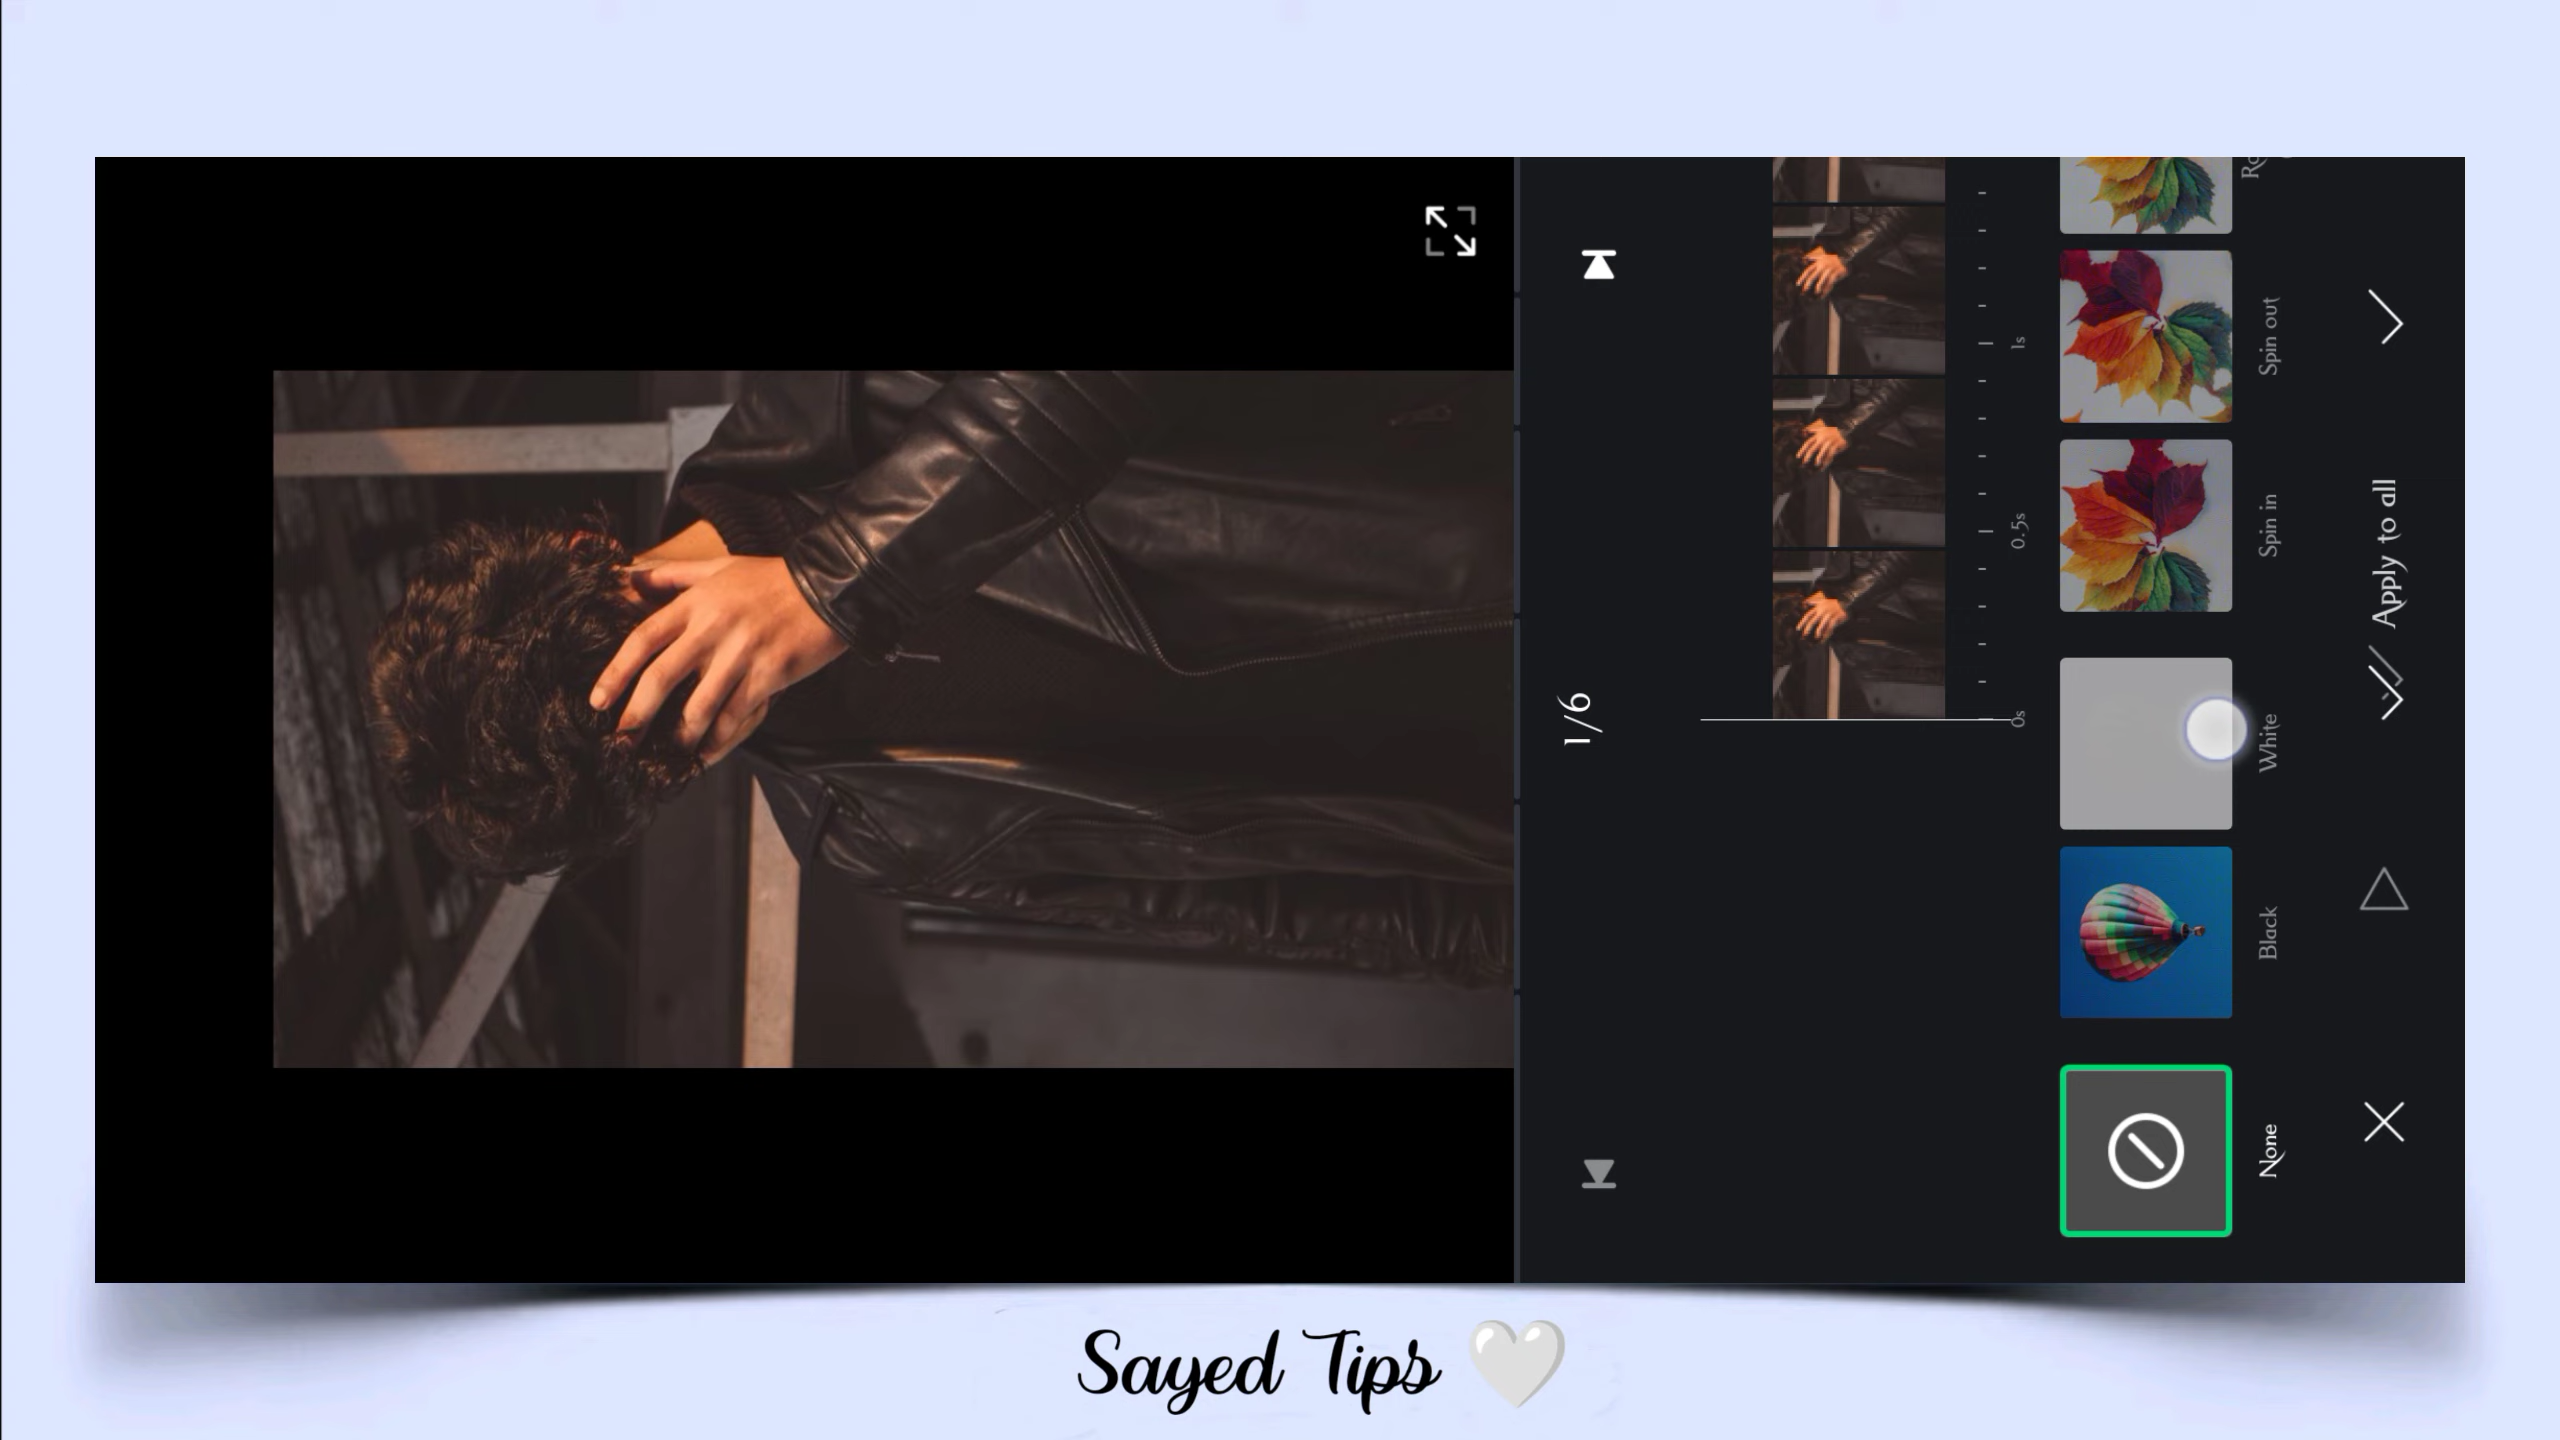 1/6
0s
0.5s
1s
None
Black
White
Spin in
Spin out
Apply to all
Sayed Tips 🤍